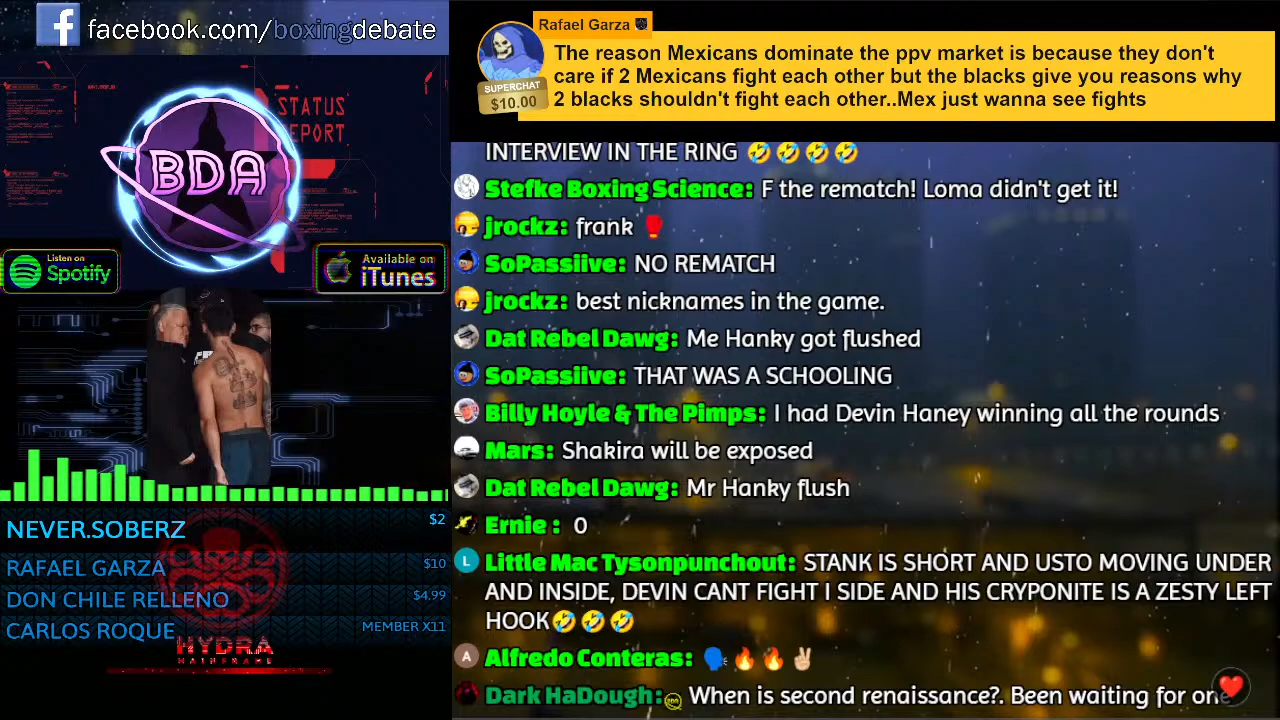 facebook.com/boxingdebate
STATUS
REPORT
BDA
Listen on
Spotify
Available on
iTunes
NEVER.SOBERZ $2
RAFAEL GARZA $10
DON CHILE RELLENO $4.99
CARLOS ROQUE MEMBER X11
HYDRA
MAINFRAME
Rafael Garza
SUPERCHAT
$10.00
The reason Mexicans dominate the ppv market is because they don't
care if 2 Mexicans fight each other but the blacks give you reasons why
2 blacks shouldn't fight each other..Mex just wanna see fights
INTERVIEW IN THE RING 🤣🤣🤣🤣
Stefke Boxing Science: F the rematch! Loma didn't get it!
jrockz: frank 🥊
SoPassiive: NO REMATCH
jrockz: best nicknames in the game.
Dat Rebel Dawg: Me Hanky got flushed
SoPassiive: THAT WAS A SCHOOLING
Billy Hoyle & The Pimps: I had Devin Haney winning all the rounds
Mars: Shakira will be exposed
Dat Rebel Dawg: Mr Hanky flush
Ernie : 0
L Little Mac Tysonpunchout: STANK IS SHORT AND USTO MOVING UNDER
AND INSIDE, DEVIN CANT FIGHT I SIDE AND HIS CRYPONITE IS A ZESTY LEFT
HOOK🤣🤣🤣
A Alfredo Conteras: 🗣🔥🔥✌🏼
Dark HaDough: When is second renaissance?. Been waiting for one